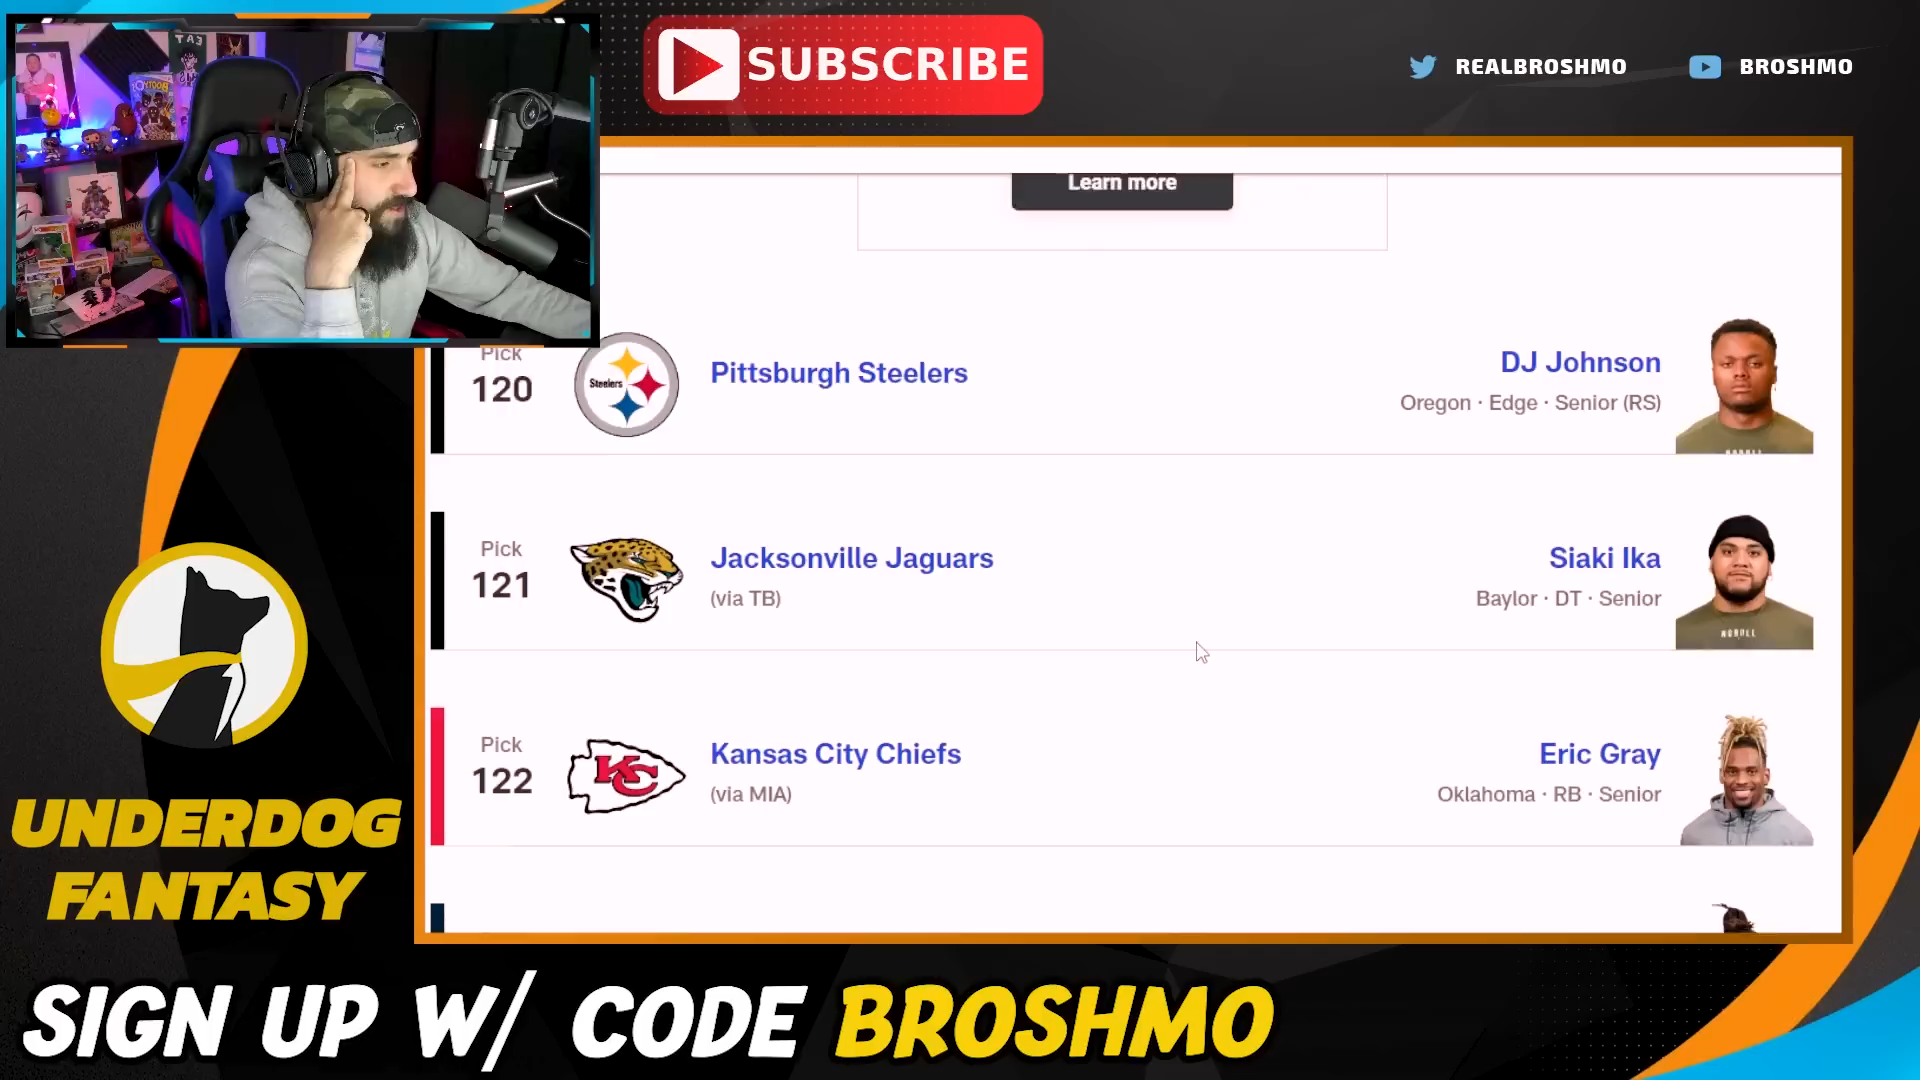 SUBSCRIBE
REALBROSHMO
BROSHMO
Learn more
Pick
120
Steelers
Pittsburgh Steelers
DJ Johnson
Oregon · Edge · Senior (RS)
Pick
121
Jacksonville Jaguars
(via TB)
Siaki Ika
Baylor · DT · Senior
NOBULL
Pick
122
KC
Kansas City Chiefs
(via MIA)
Eric Gray
Oklahoma · RB · Senior
UNDERDOG
FANTASY
SIGN UP W/ CODE BROSHMO